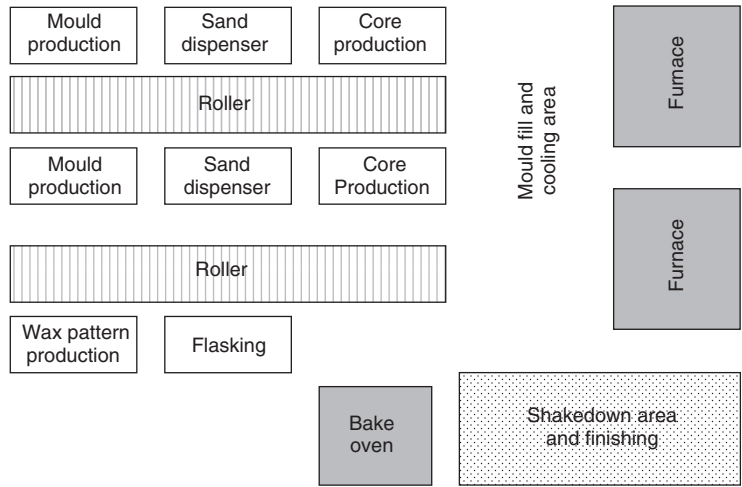 Mould
production
Sand
dispenser
Core
production
Roller
Mould
production
Sand
dispenser
Core
Production
Roller
Wax pattern
production
Flasking
Bake
oven
Mould fill and
cooling area
Furnace
Furnace
Shakedown area
and finishing